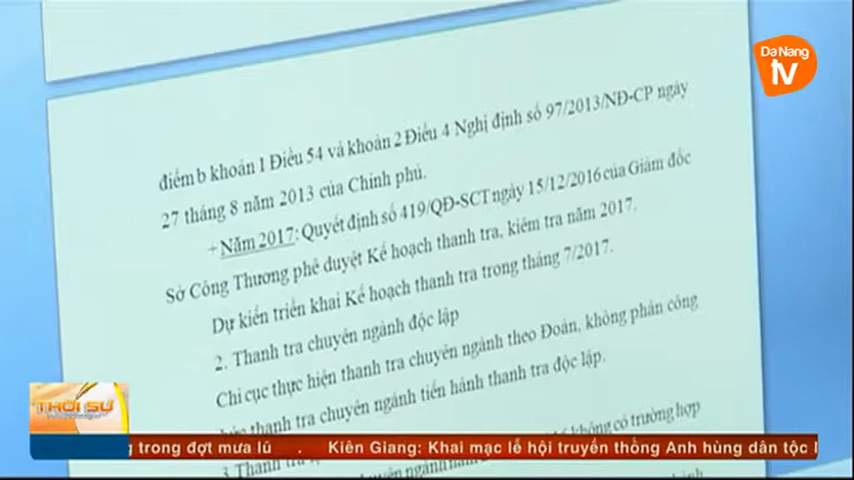 Da Nang
tv
điểm b khoản 1 Điều 54 và khoản 2 Điều 4 Nghị định số 97/2013/NĐ-CP ngày
27 tháng 8 năm 2013 của Chính phủ.
+ Năm 2017: Quyết định số 419/QĐ-SCT ngày 15/12/2016 của Giám đốc
Sở Công Thương phê duyệt Kế hoạch thanh tra, kiểm tra năm 2017.
Dự kiến triển khai Kế hoạch thanh tra trong tháng 7/2017.
2. Thanh tra chuyên ngành độc lập
Chi cục thực hiện thanh tra chuyên ngành theo Đoàn, không phân công
thanh tra chuyên ngành tiến hành thanh tra độc lập.
không có trường hợp
3. Thanh tra
THỜI SỰ
trong đợt mưa lũ . Kiên Giang: Khai mạc lễ hội truyền thống Anh hùng dân tộc